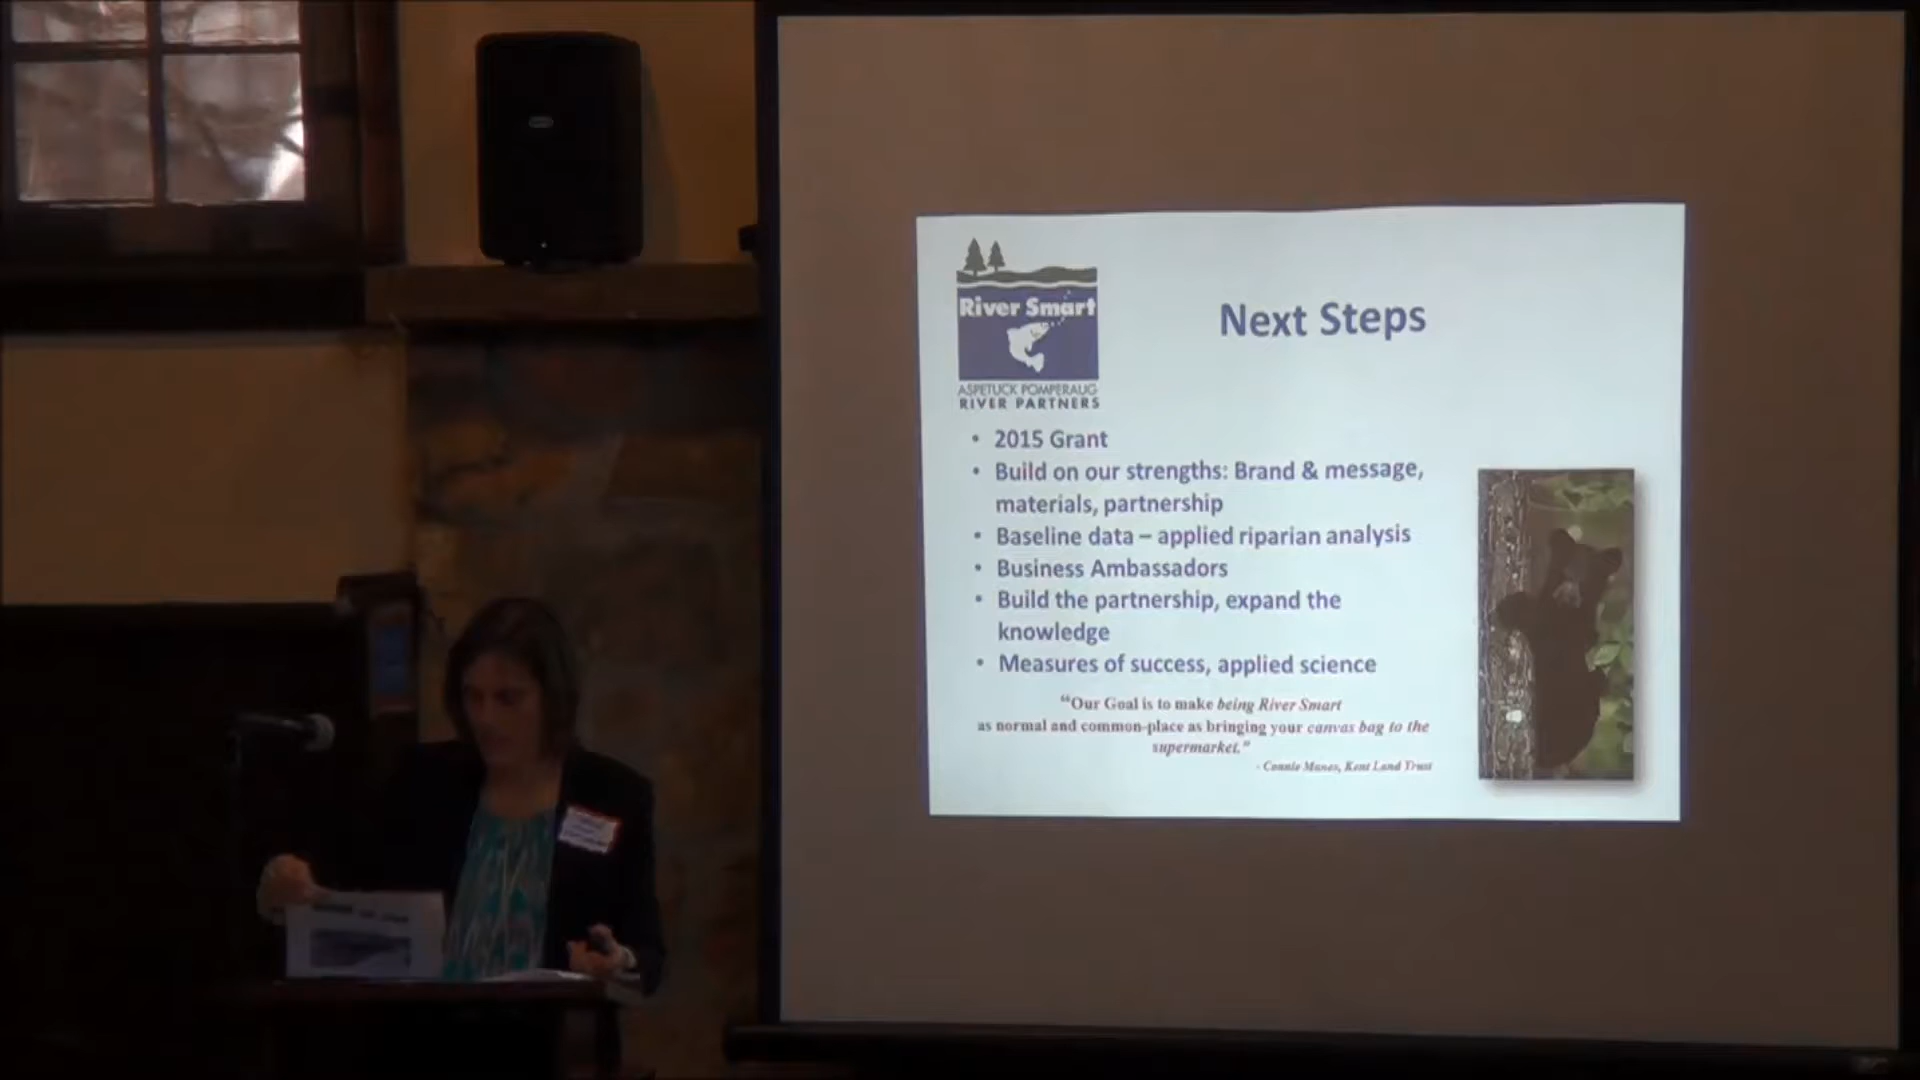 River Smart
ASPETUCK POMPERAUG
RIVER PARTNERS
Next Steps
• 2015 Grant
• Build on our strengths: Brand & message,
materials, partnership
• Baseline data – applied riparian analysis
• Business Ambassadors
• Build the partnership, expand the
knowledge
• Measures of success, applied science
“Our Goal is to make being River Smart
as normal and common-place as bringing your canvas bag to the
supermarket.”
- Connie Manes, Kent Land Trust